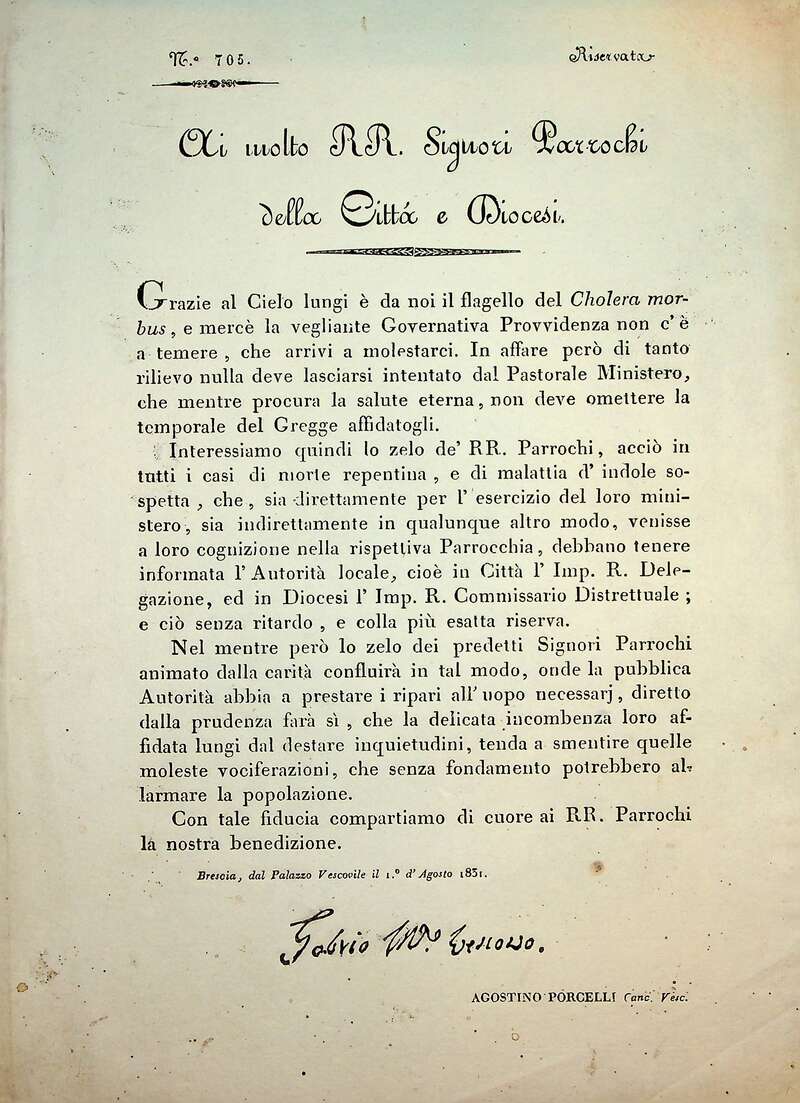 N.º 705.
Riservata
Ai molto RR. Signori Parrochi
della Città e Diocesi.
Grazie al Cielo lungi è da noi il flagello del Cholera mor-
bus, e mercè la vegliante Governativa Provvidenza non c' è
a temere, che arrivi a molestarci. In affare però di tanto
rilievo nulla deve lasciarsi intentato dal Pastorale Ministero,
che mentre procura la salute eterna, non deve omettere la
temporale del Gregge affidatogli.
Interessiamo quindi lo zelo de' RR. Parrochi, acciò in
tutti i casi di morte repentina, e di malattia d' indole so-
spetta, che, sia direttamente per l' esercizio del loro mini-
stero, sia indirettamente in qualunque altro modo, venisse
a loro cognizione nella rispettiva Parrocchia, debbano tenere
informata l' Autorità locale, cioè in Città l' Imp. R. Dele-
gazione, ed in Diocesi l' Imp. R. Commissario Distrettuale;
e ciò senza ritardo, e colla più esatta riserva.
Nel mentre però lo zelo dei predetti Signori Parrochi
animato dalla carità confluirà in tal modo, onde la pubblica
Autorità abbia a prestare i ripari all' uopo necessarj, diretto
dalla prudenza farà sì, che la delicata incombenza loro af-
fidata lungi dal destare inquietudini, tenda a smentire quelle
moleste vociferazioni, che senza fondamento potrebbero al-
larmare la popolazione.
Con tale fiducia compartiamo di cuore ai RR. Parrochi
la nostra benedizione.
Brescia, dal Palazzo Vescovile il 1.º d'Agosto 1831.
Gabrio M.ª Vescovo.
AGOSTINO PORCELLI Canc. Vesc.